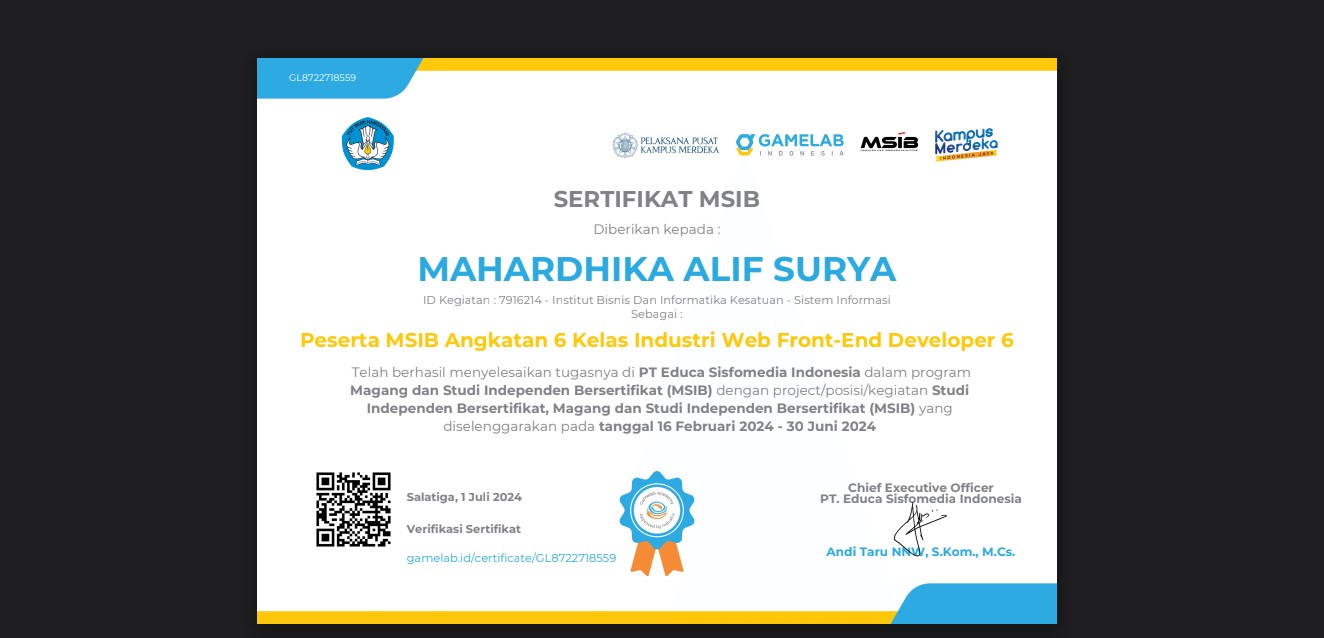 GL8722718559
PELAKSANA PUSAT
KAMPUS MERDEKA
GAMELAB
INDONESIA
MSIB
Kampus
Merdeka
INDONESIA JAYA
SERTIFIKAT MSIB
Diberikan kepada :
MAHARDHIKA ALIF SURYA
ID Kegiatan : 7916214 - Institut Bisnis Dan Informatika Kesatuan - Sistem Informasi
Sebagai :
Peserta MSIB Angkatan 6 Kelas Industri Web Front-End Developer 6
Telah berhasil menyelesaikan tugasnya di PT Educa Sisfomedia Indonesia dalam program
Magang dan Studi Independen Bersertifikat (MSIB) dengan project/posisi/kegiatan Studi
Independen Bersertifikat, Magang dan Studi Independen Bersertifikat (MSIB) yang
diselenggarakan pada tanggal 16 Februari 2024 - 30 Juni 2024
Salatiga, 1 Juli 2024
Verifikasi Sertifikat
gamelab.id/certificate/GL8722718559
Gamelab Academy
Approved by Industry
Chief Executive Officer
PT. Educa Sisfomedia Indonesia
Andi Taru NNW, S.Kom., M.Cs.